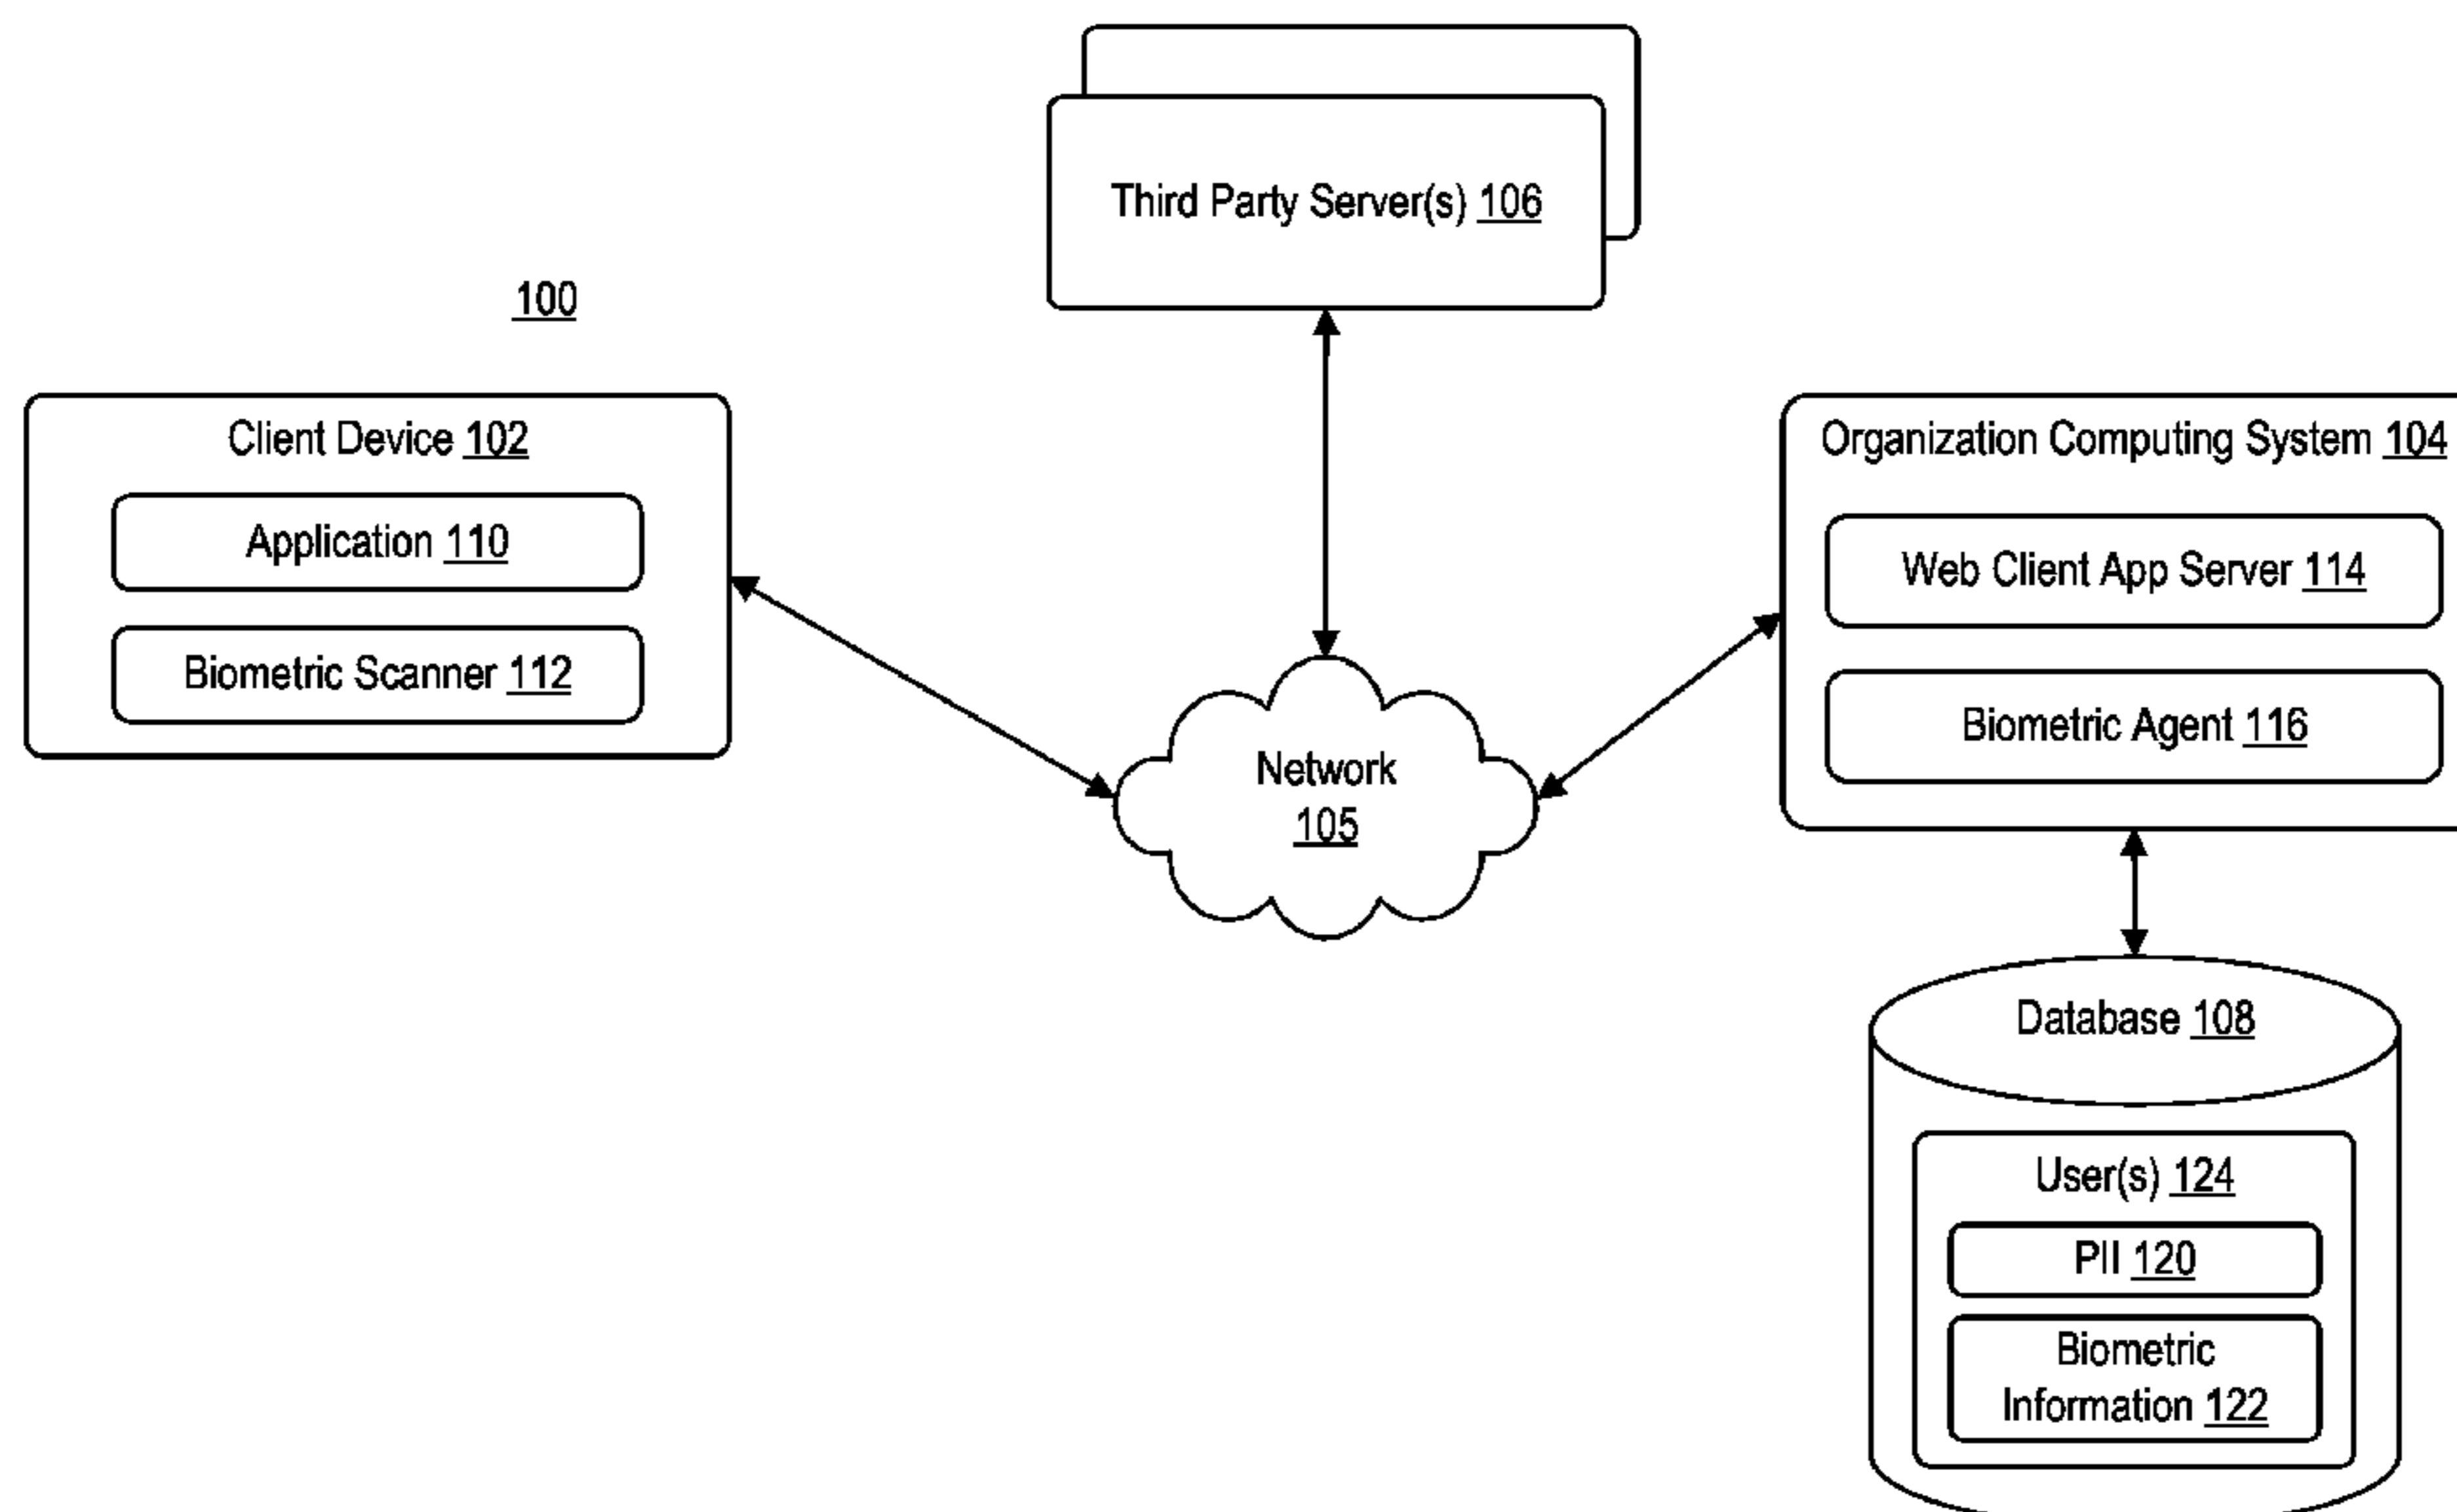 Third Party Server(s) 106
100
Client Device 102
Application 110
Biometric Scanner 112
Organization Computing System 104
Web Client App Server 114
Biometric Agent 116
Network
105
Database 108
User(s) 124
PII 120
Biometric
Information 122